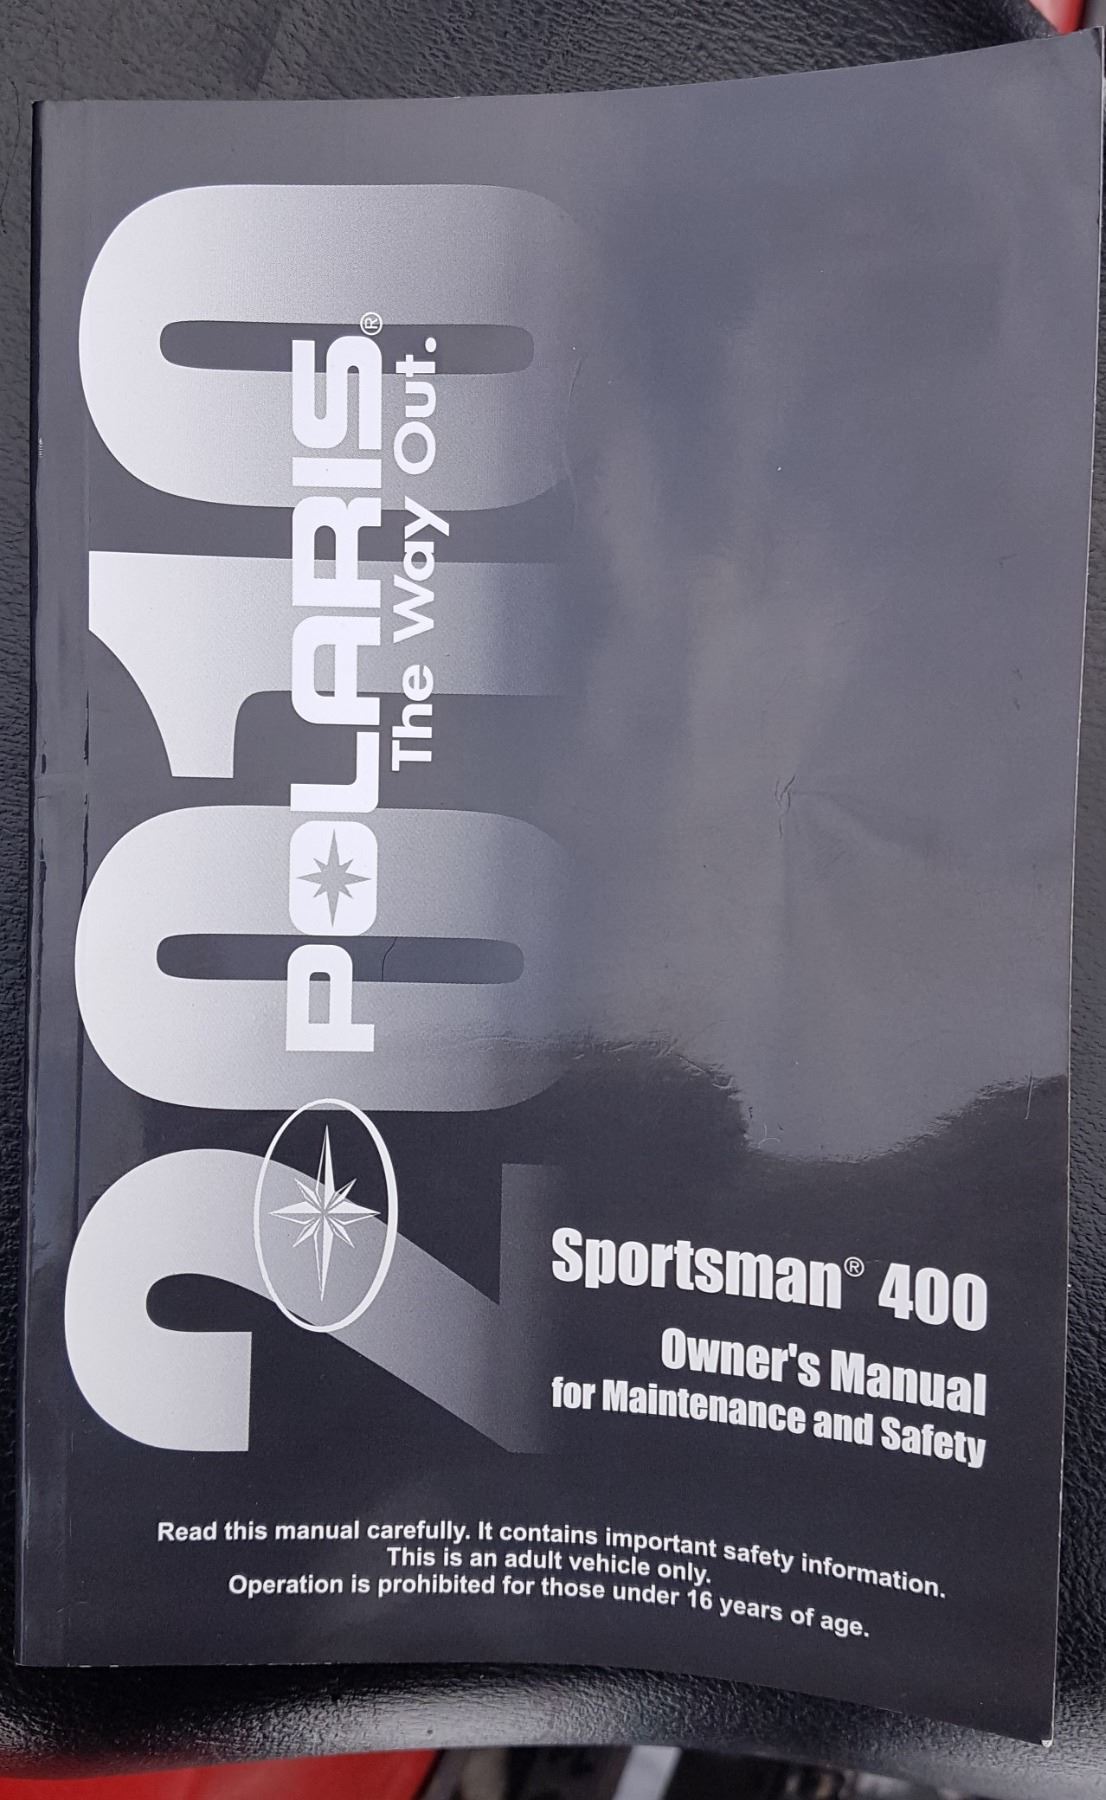 2010
POLARIS®
The Way Out.
Sportsman® 400
Owner's Manual
for Maintenance and Safety
Read this manual carefully. It contains important safety information.
This is an adult vehicle only.
Operation is prohibited for those under 16 years of age.